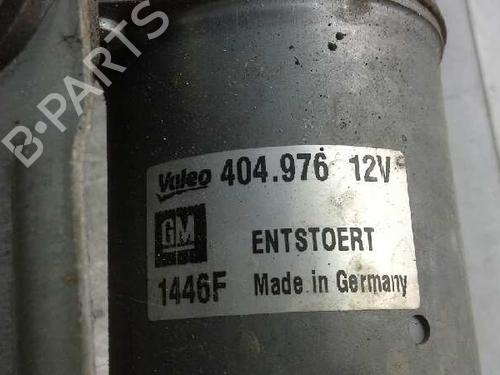 B-PARTS
Valeo 404.976 12V
GM ENTSTOERT
1446F Made in Germany